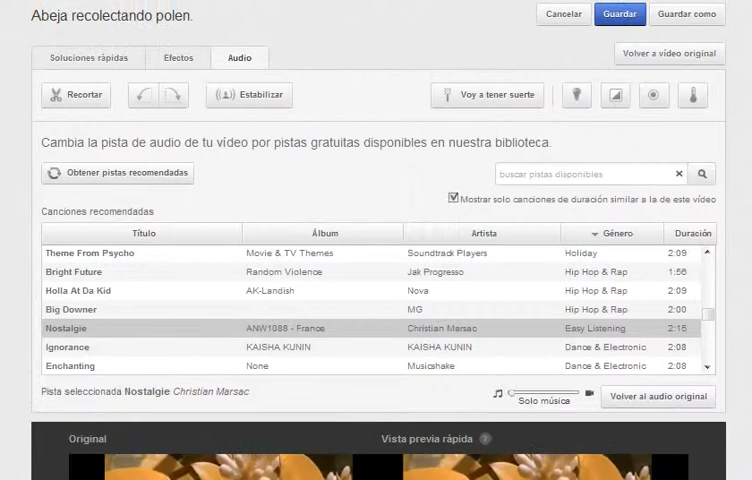 Abeja recolectando polen.
Cancelar
Guardar
Guardar como
Soluciones rápidas
Efectos
Audio
Volver a vídeo original
Recortar
Estabilizar
Voy a tener suerte
Cambia la pista de audio de tu vídeo por pistas gratuitas disponibles en nuestra biblioteca.
Obtener pistas recomendadas
buscar pistas disponibles
Mostrar solo canciones de duración similar a la de este vídeo
Canciones recomendadas
Título Álbum Artista Género Duración
Theme From Psycho Movie & TV Themes Soundtrack Players Holiday 2:09
Bright Future Random Violence Jak Progresso Hip Hop & Rap 1:56
Holla At Da Kid AK-Landish Nova Hip Hop & Rap 2:09
Big Downer MG Hip Hop & Rap 2:00
Nostalgie ANW1088 - France Christian Marsac Easy Listening 2:15
Ignorance KAISHA KUNIN KAISHA KUNIN Dance & Electronic 2:08
Enchanting None Musicshake Dance & Electronic 2:08
Pista seleccionada Nostalgie Christian Marsac
Solo música
Volver al audio original
Original
Vista previa rápida ?